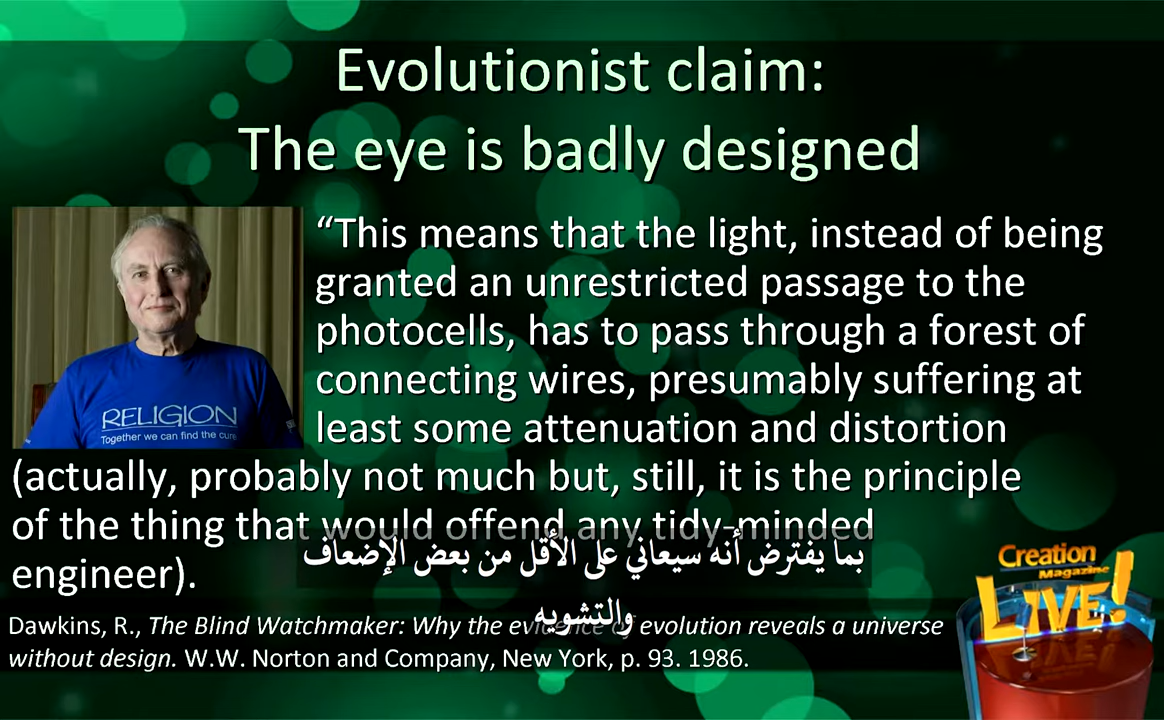 Evolutionist claim:
The eye is badly designed
“This means that the light, instead of being
granted an unrestricted passage to the
photocells, has to pass through a forest of
connecting wires, presumably suffering at
least some attenuation and distortion
(actually, probably not much but, still, it is the principle
of the thing that would offend any tidy-minded
engineer).
RELIGION
Together we can find the cure
بما يفترض أنه سيعاني على الأقل من بعض الإضعاف
والتشويه
Dawkins, R., The Blind Watchmaker: Why the evidence of evolution reveals a universe
without design. W.W. Norton and Company, New York, p. 93. 1986.
Creation
Magazine
LIVE!